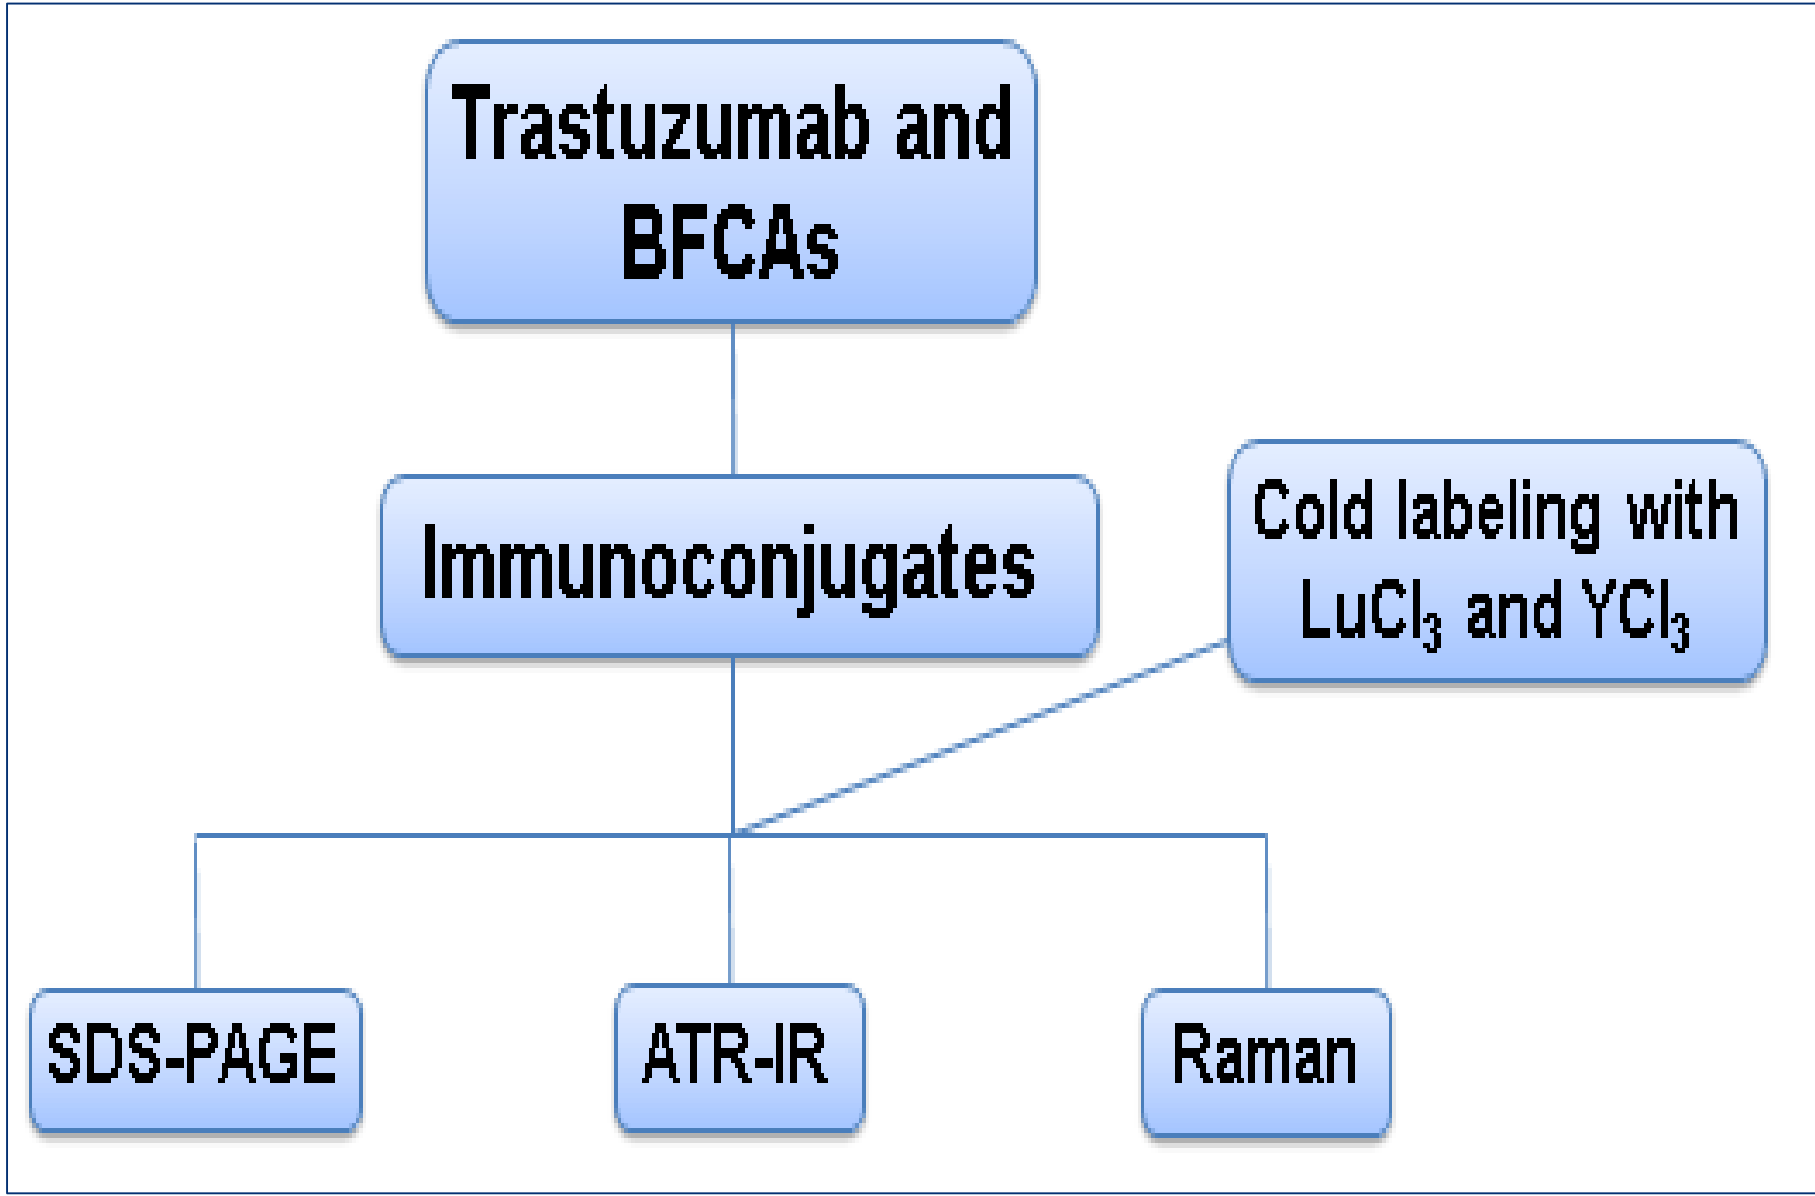 Trastuzumab and
BFCAs
Immunoconjugates
Cold labeling with
LuCl₃ and YCl₃
SDS-PAGE
ATR-IR
Raman